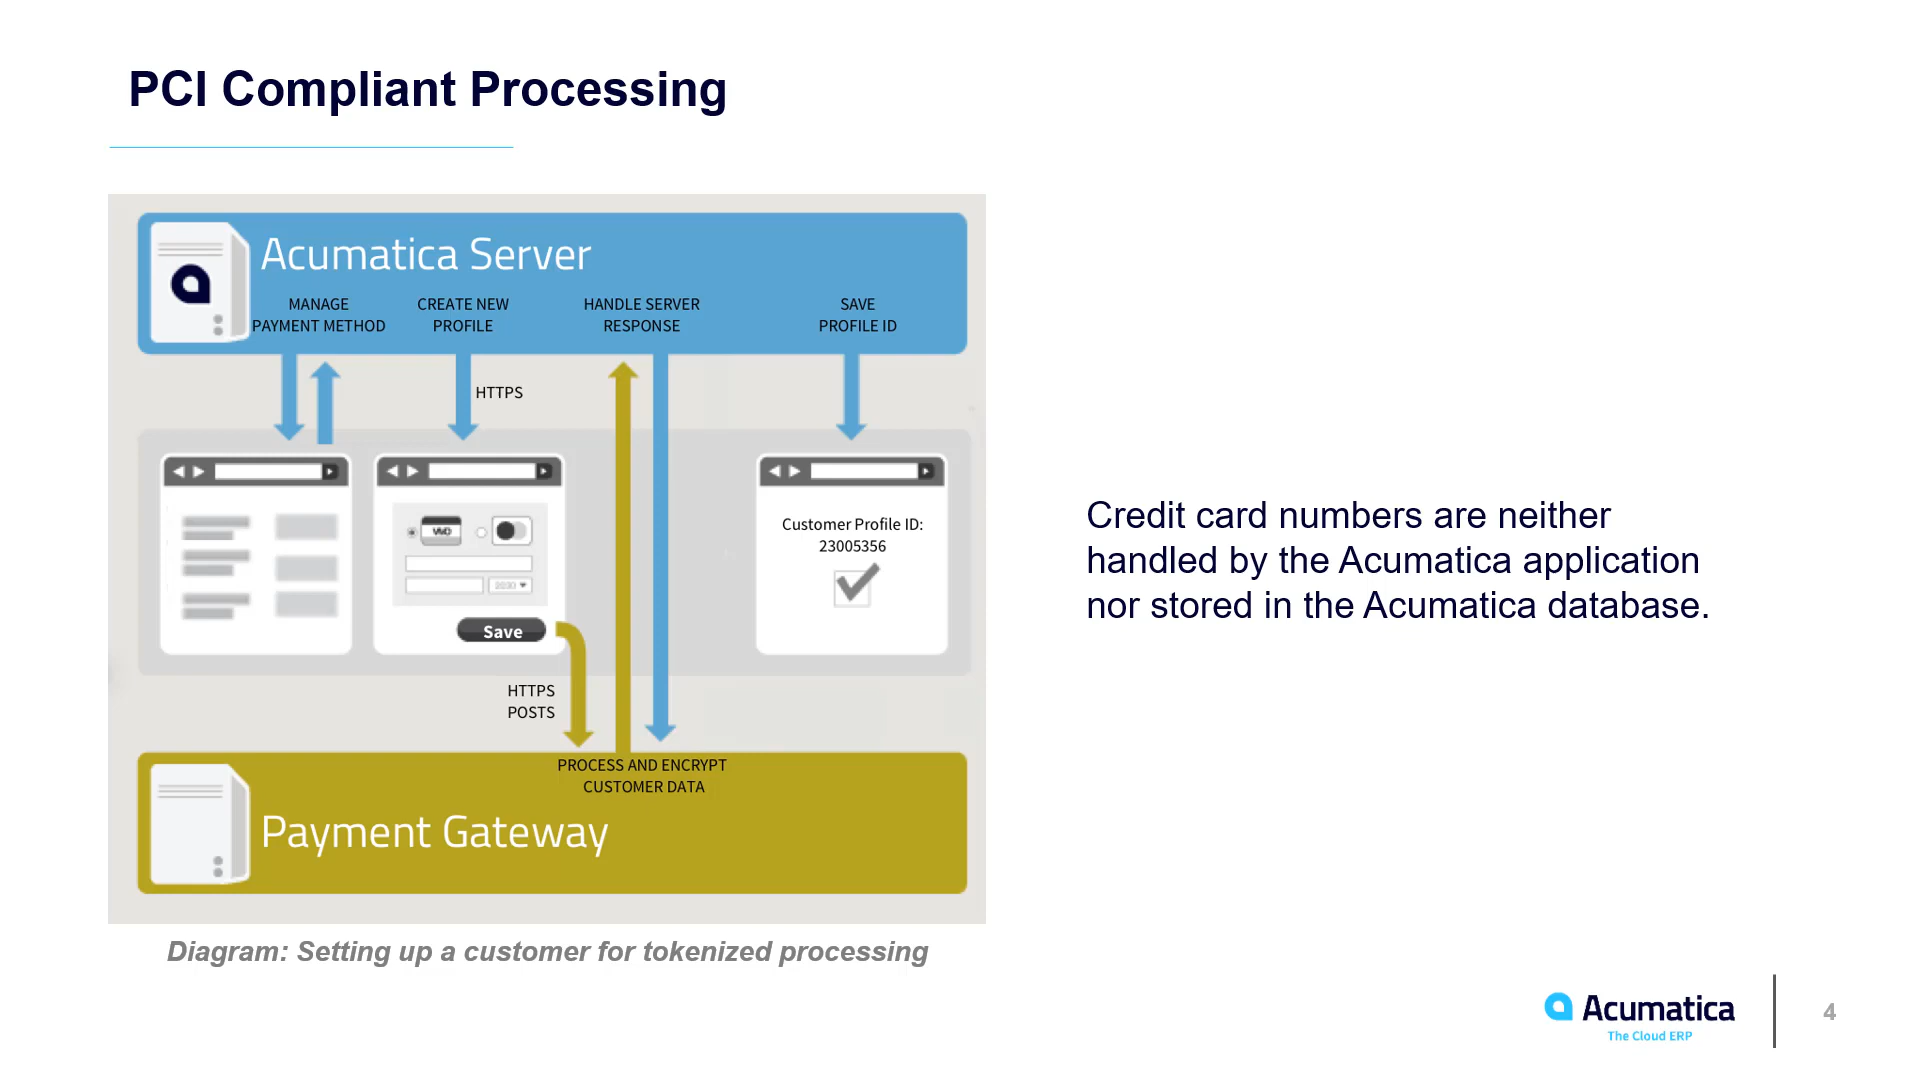 PCI Compliant Processing
Acumatica Server
MANAGE
PAYMENT METHOD
CREATE NEW
PROFILE
HANDLE SERVER
RESPONSE
SAVE
PROFILE ID
HTTPS
Customer Profile ID:
23005356
Save
HTTPS
POSTS
PROCESS AND ENCRYPT
CUSTOMER DATA
Payment Gateway
Diagram: Setting up a customer for tokenized processing
Credit card numbers are neither
handled by the Acumatica application
nor stored in the Acumatica database.
Acumatica
The Cloud ERP
4